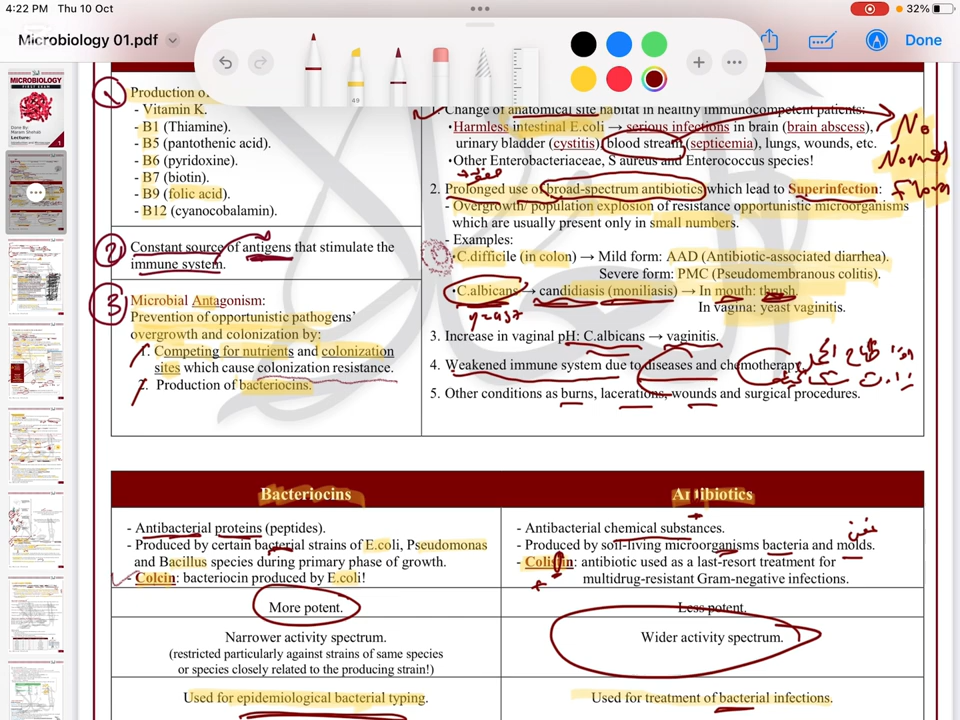 4:22 PM Thu 10 Oct
32%
Microbiology 01.pdf
Done
49
MICROBIOLOGY
FIRST EXAM
Lecture:
1
Production o
- Vitamin K.
- B1 (Thiamine).
- B5 (pantothenic acid).
- B6 (pyridoxine).
- B7 (biotin).
- B9 (folic acid).
- B12 (cyanocobalamin).
2
Constant source of antigens that stimulate the
immune system.
3
Microbial Antagonism:
Prevention of opportunistic pathogens'
overgrowth and colonization by:
1. Competing for nutrients and colonization
sites which cause colonization resistance.
2. Production of bacteriocins.
1. Change of anatomical site habitat in healthy immunocompetent patients:
•Harmless intestinal E.coli → serious infections in brain (brain abscess),
urinary bladder (cystitis), blood stream (septicemia), lungs, wounds, etc.
•Other Enterobacteriaceae, S aureus and Enterococcus species!
No
Normal
flora
2. Prolonged use of broad-spectrum antibiotics which lead to Superinfection:
- Overgrowth/ population explosion of resistance opportunistic microorganisms
which are usually present only in small numbers.
- Examples:
•C.difficile (in colon) → Mild form: AAD (Antibiotic-associated diarrhea).
Severe form: PMC (Pseudomembranous colitis).
•C.albicans → candidiasis (moniliasis) → In mouth: thrush.
In vagina: yeast vaginitis.
yeast
3. Increase in vaginal pH: C.albicans → vaginitis.
4. Weakened immune system due to diseases and chemotherapy.
5. Other conditions as burns, lacerations, wounds and surgical procedures.
Bacteriocins
- Antibacterial proteins (peptides).
- Produced by certain bacterial strains of E.coli, Pseudomonas
and Bacillus species during primary phase of growth.
- Colcin: bacteriocin produced by E.coli!
More potent.
Narrower activity spectrum.
(restricted particularly against strains of same species
or species closely related to the producing strain!)
Used for epidemiological bacterial typing.
Antibiotics
- Antibacterial chemical substances.
- Produced by soil-living microorganisms bacteria and molds.
- Colistin: antibiotic used as a last-resort treatment for
multidrug-resistant Gram-negative infections.
Less potent.
Wider activity spectrum.
Used for treatment of bacterial infections.